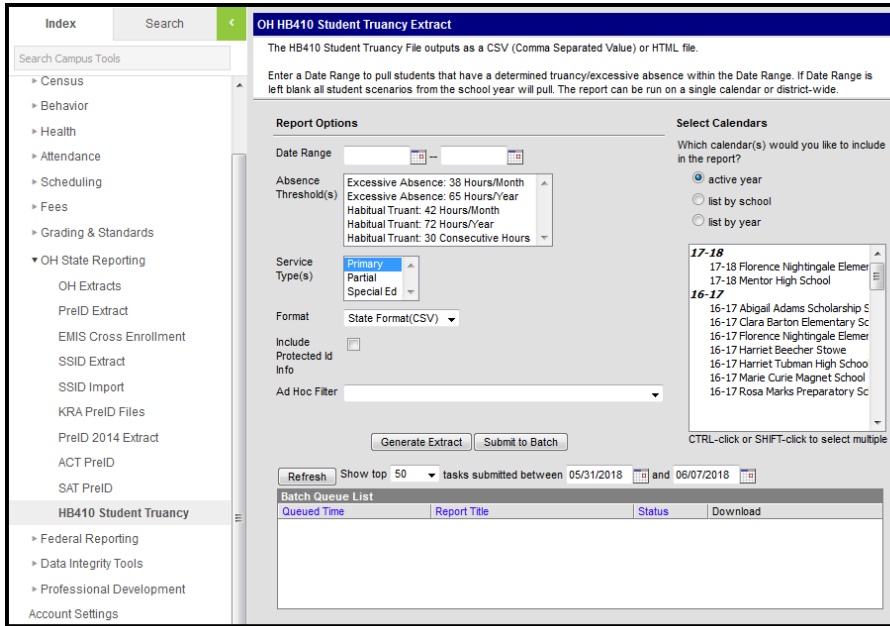 Index
Search
<
Search Campus Tools
Census
Behavior
Health
Attendance
Scheduling
Fees
Grading & Standards
OH State Reporting
OH Extracts
PreID Extract
EMIS Cross Enrollment
SSID Extract
SSID Import
KRA PreID Files
PreID 2014 Extract
ACT PreID
SAT PreID
HB410 Student Truancy
Federal Reporting
Data Integrity Tools
Professional Development
Account Settings
OH HB410 Student Truancy Extract
The HB410 Student Truancy File outputs as a CSV (Comma Separated Value) or HTML file.
Enter a Date Range to pull students that have a determined truancy/excessive absence within the Date Range. If Date Range is
left blank all student scenarios from the school year will pull. The report can be run on a single calendar or district-wide.
Report Options
Date Range
--
Absence
Threshold(s)
Excessive Absence: 38 Hours/Month
Excessive Absence: 65 Hours/Year
Habitual Truant: 42 Hours/Month
Habitual Truant: 72 Hours/Year
Habitual Truant: 30 Consecutive Hours
Service
Type(s)
Primary
Partial
Special Ed
Format
State Format(CSV)
Include
Protected Id
Info
Ad Hoc Filter
Generate Extract
Submit to Batch
Select Calendars
Which calendar(s) would you like to include
in the report?
active year
list by school
list by year
17-18
17-18 Florence Nightingale Elemer
17-18 Mentor High School
16-17
16-17 Abigail Adams Scholarship S
16-17 Clara Barton Elementary Sc
16-17 Florence Nightingale Elemer
16-17 Harriet Beecher Stowe
16-17 Harriet Tubman High Schoo
16-17 Marie Curie Magnet School
16-17 Rosa Marks Preparatory Sc
CTRL-click or SHIFT-click to select multiple
Refresh Show top 50 tasks submitted between 05/31/2018 and 06/07/2018
Batch Queue List
Queued Time Report Title Status Download